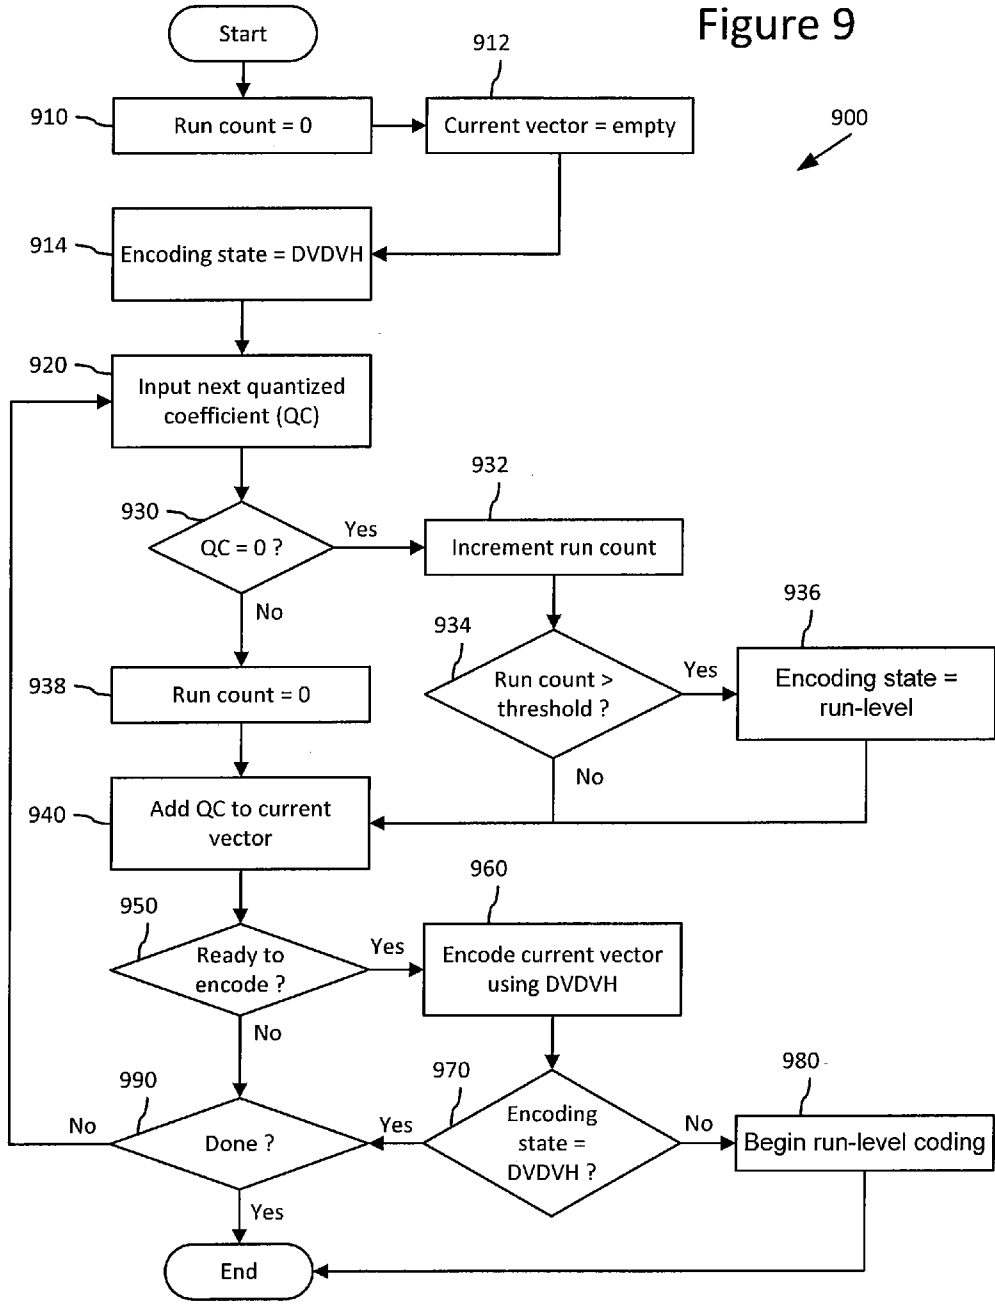 Figure 9
Start
912
910
Run count = 0
Current vector = empty
900
914
Encoding state = DVDVH
920
Input next quantized
coefficient (QC)
932
930
Yes
QC = 0 ?
Increment run count
No
936
934
938
Run count = 0
Run count >
threshold ?
Yes
Encoding state =
run-level
No
940
Add QC to current
vector
960
950
Ready to
encode ?
Yes
Encode current vector
using DVDVH
No
990
970
980
No
Done ?
Yes
Encoding
state =
DVDVH ?
No
Begin run-level coding
Yes
End